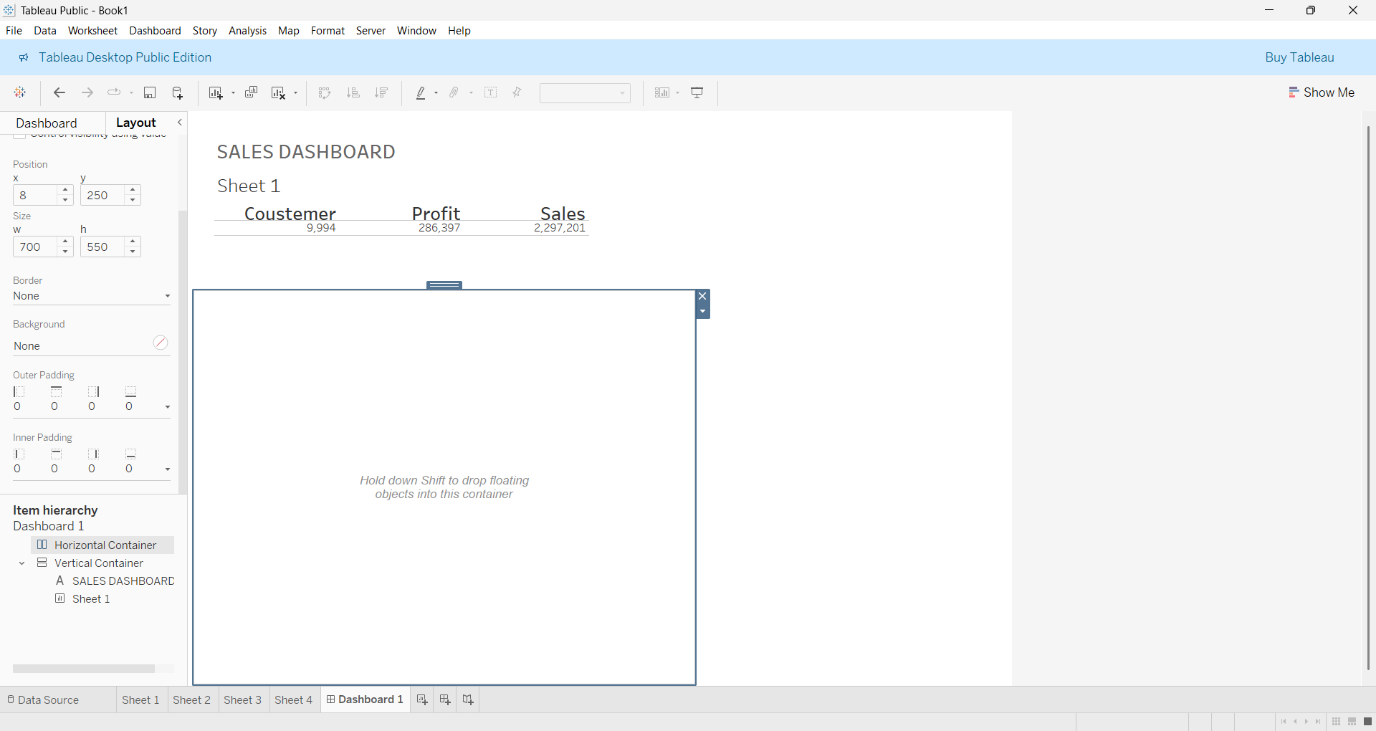 Tableau Public - Book1
File Data Worksheet Dashboard Story Analysis Map Format Server Window Help
Tableau Desktop Public Edition Buy Tableau
Show Me
Dashboard Layout
Control visibility using value
Position
x y
8 250
Size
w h
700 550
Border
None
Background
None
Outer Padding
0 0 0 0
Inner Padding
0 0 0 0
Item hierarchy
Dashboard 1
Horizontal Container
Vertical Container
A SALES DASHBOARD
Sheet 1
SALES DASHBOARD
Sheet 1
Coustemer Profit Sales
9,994 286,397 2,297,201
Hold down Shift to drop floating
objects into this container
Data Source Sheet 1 Sheet 2 Sheet 3 Sheet 4 Dashboard 1